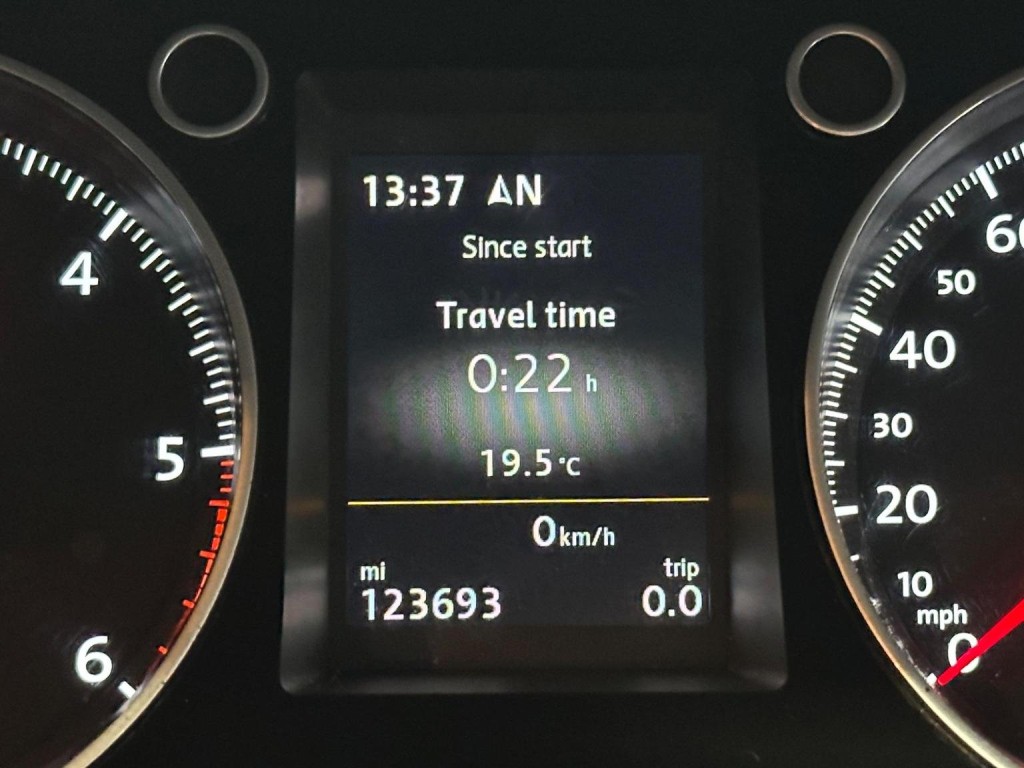 13:37 AN
Since start
Travel time
0:22 h
19.5°C
0 km/h
mi trip
123693 0.0
4
5
6
60
50
40
30
20
10
mph
0